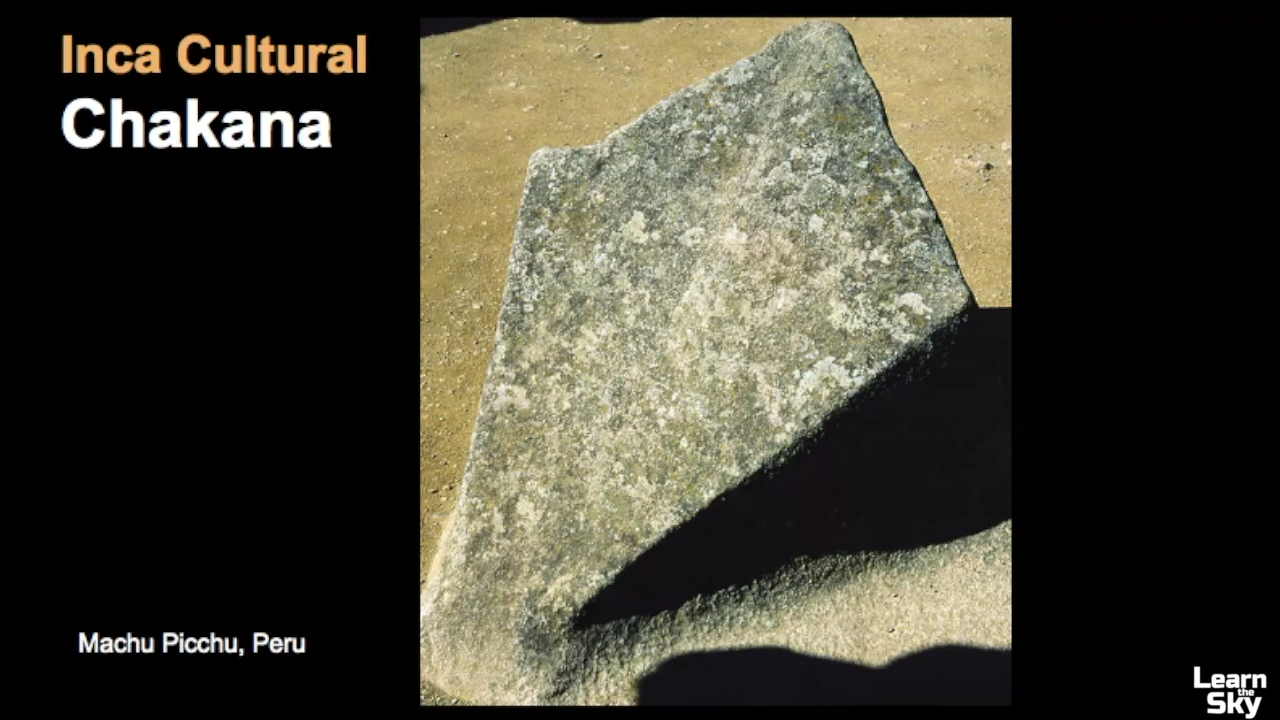 Inca Cultural
Chakana
Machu Picchu, Peru
Learn
the
Sky